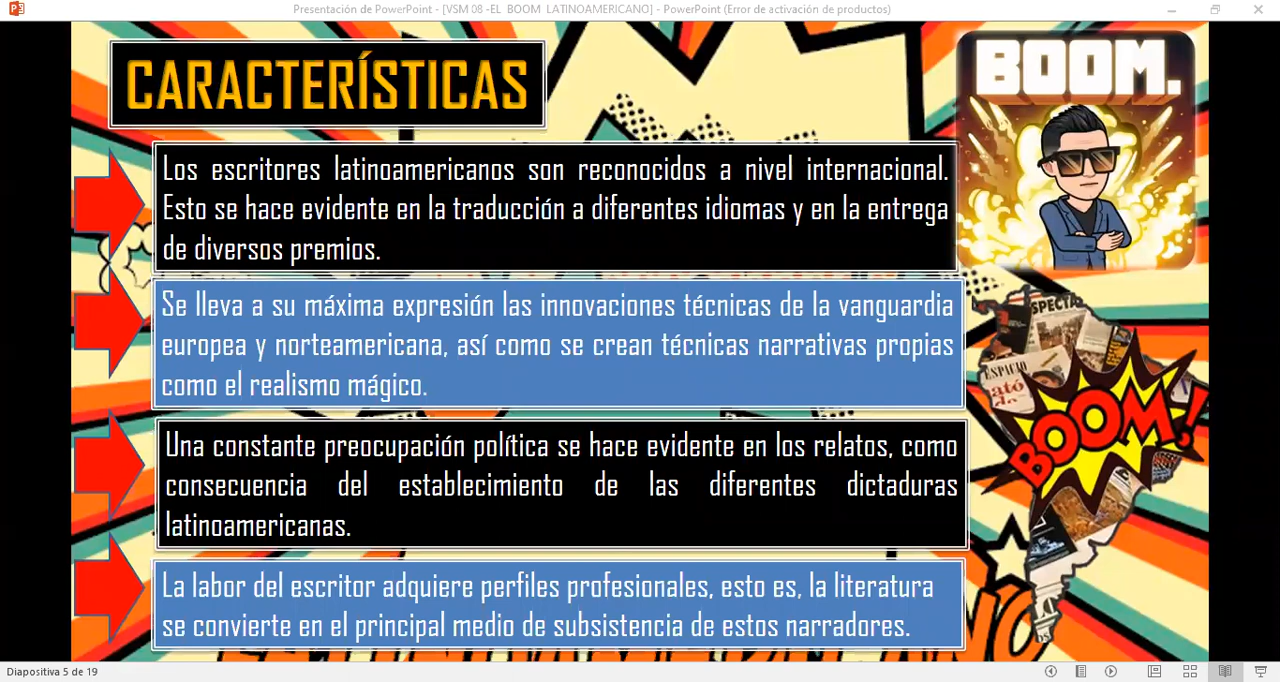 Presentación de PowerPoint - [VSM 08 -EL BOOM LATINOAMERICANO] - PowerPoint (Error de activación de productos)
CARACTERÍSTICAS
BOOM.
Los escritores latinoamericanos son reconocidos a nivel internacional.
Esto se hace evidente en la traducción a diferentes idiomas y en la entrega
de diversos premios.
Se lleva a su máxima expresión las innovaciones técnicas de la vanguardia
europea y norteamericana, así como se crean técnicas narrativas propias
como el realismo mágico.
ESPACIO
BOOM!
Una constante preocupación política se hace evidente en los relatos, como
consecuencia del establecimiento de las diferentes dictaduras
latinoamericanas.
La labor del escritor adquiere perfiles profesionales, esto es, la literatura
se convierte en el principal medio de subsistencia de estos narradores.
Diapositiva 5 de 19